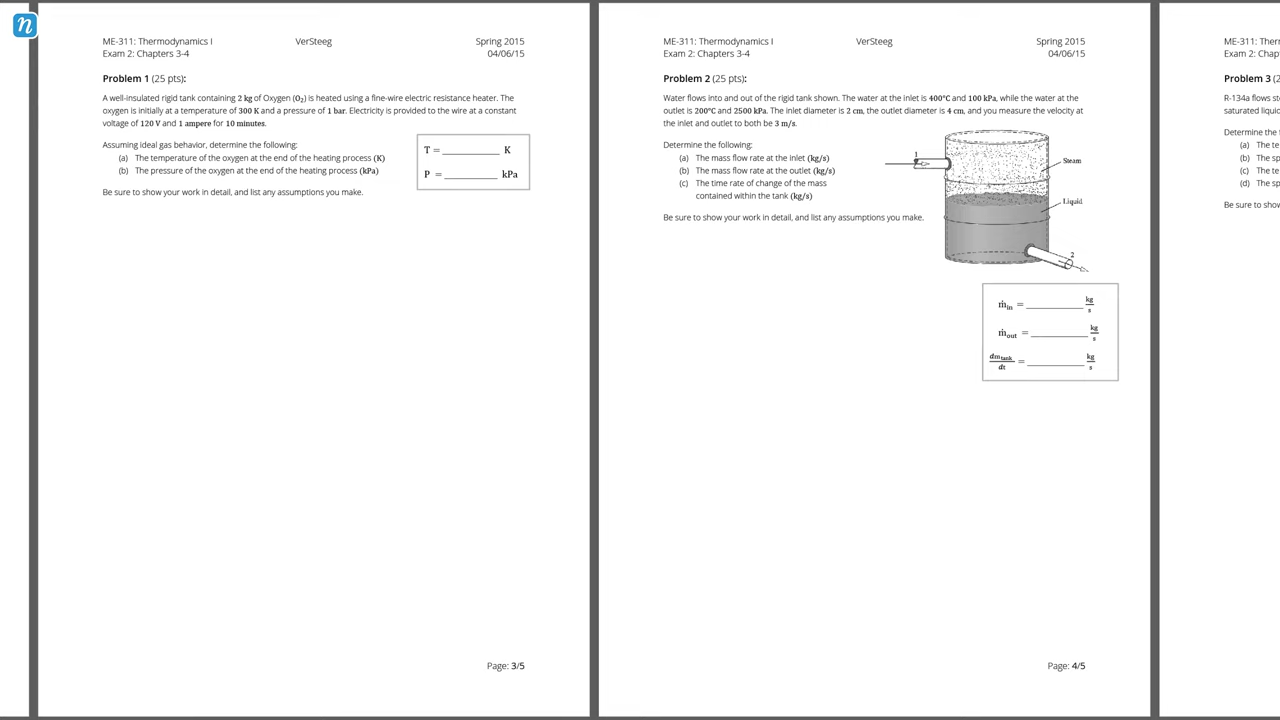 n
ME-311: Thermodynamics I VerSteeg Spring 2015
Exam 2: Chapters 3-4 04/06/15
Problem 1 (25 pts):
A well-insulated rigid tank containing 2 kg of Oxygen (O₂) is heated using a fine-wire electric resistance heater. The
oxygen is initially at a temperature of 300 K and a pressure of 1 bar. Electricity is provided to the wire at a constant
voltage of 120 V and 1 ampere for 10 minutes.
Assuming ideal gas behavior, determine the following:
(a) The temperature of the oxygen at the end of the heating process (K)
(b) The pressure of the oxygen at the end of the heating process (kPa)
Be sure to show your work in detail, and list any assumptions you make.
T = __________ K
P = __________ kPa
Page: 3/5
ME-311: Thermodynamics I VerSteeg Spring 2015
Exam 2: Chapters 3-4 04/06/15
Problem 2 (25 pts):
Water flows into and out of the rigid tank shown. The water at the inlet is 400°C and 100 kPa, while the water at the
outlet is 200°C and 2500 kPa. The inlet diameter is 2 cm, the outlet diameter is 4 cm, and you measure the velocity at
the inlet and outlet to both be 3 m/s.
Determine the following:
(a) The mass flow rate at the inlet (kg/s)
(b) The mass flow rate at the outlet (kg/s)
(c) The time rate of change of the mass
contained within the tank (kg/s)
Be sure to show your work in detail, and list any assumptions you make.
1
Steam
Liquid
2
ṁin = __________ kg/s
ṁout = __________ kg/s
dmtank/dt = __________ kg/s
Page: 4/5
Exam 2: Chap
Problem 3 (2
R-134a flows st
saturated liquid
Determine the f
(a) The te
(b) The sp
(c) The te
(d) The sp
Be sure to show